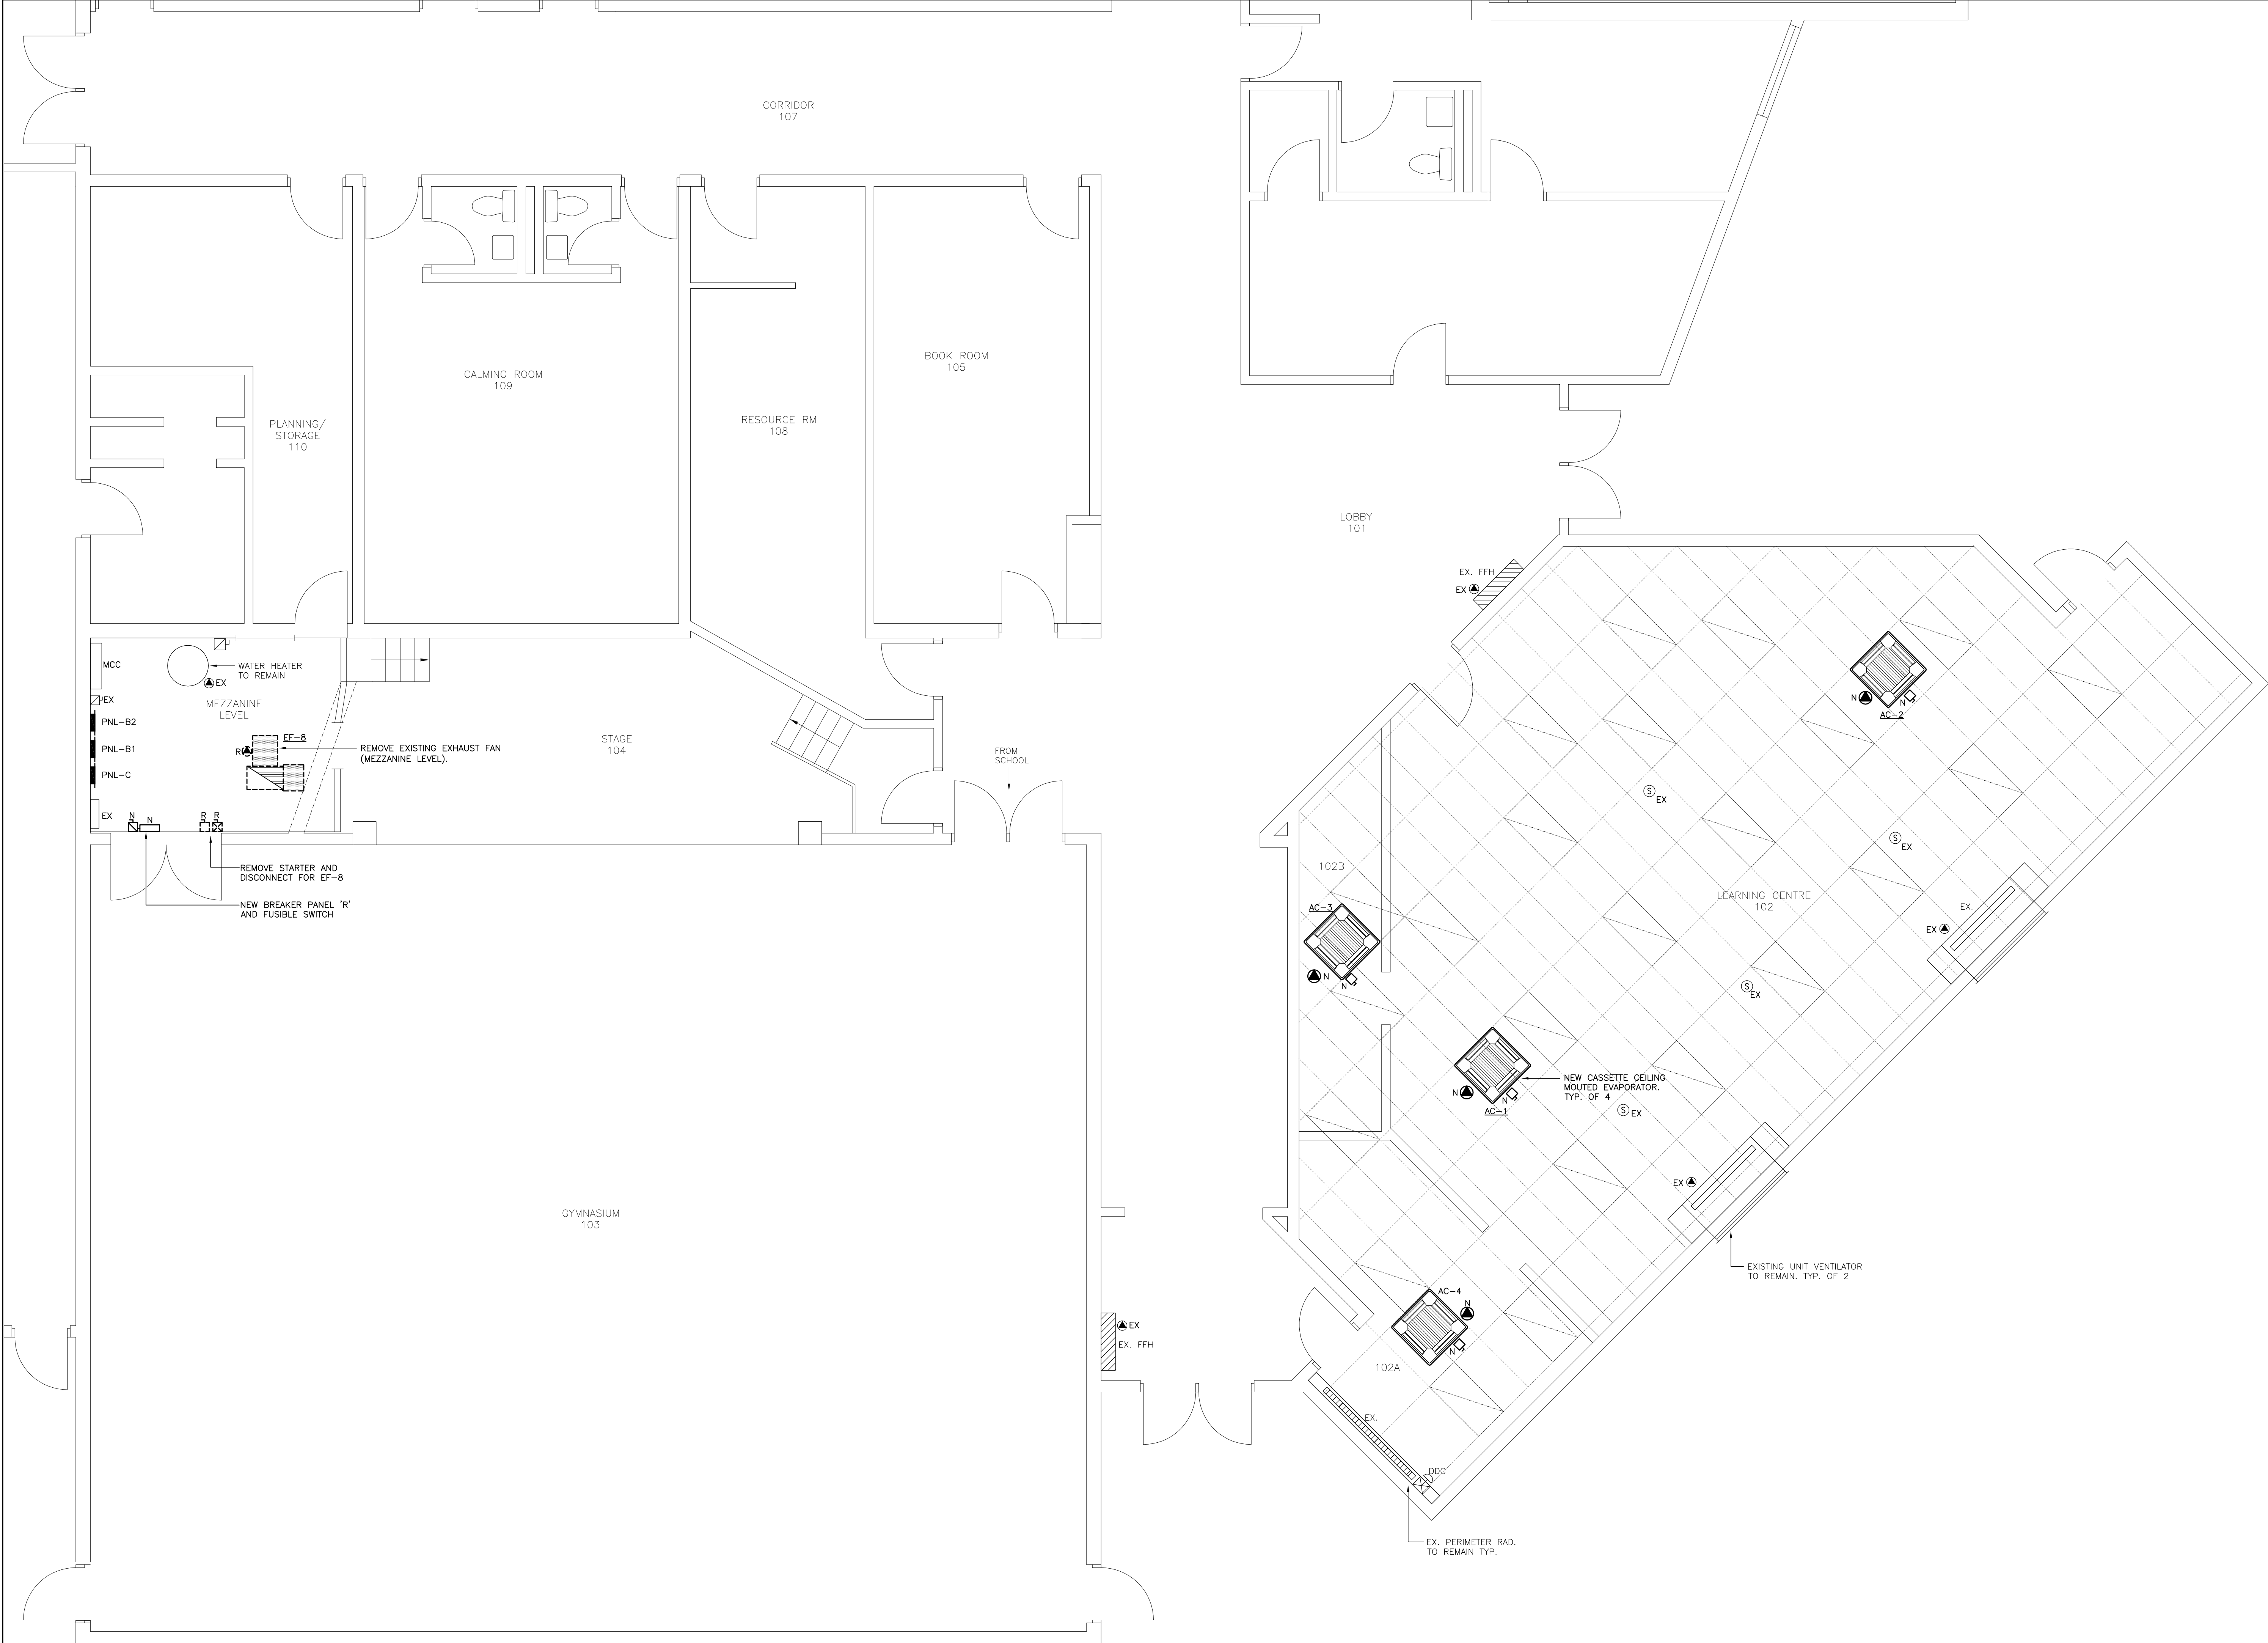 CORRIDOR
107
CALMING ROOM
109
PLANNING/
STORAGE
110
RESOURCE RM
108
BOOK ROOM
105
LOBBY
101
EX. FFH
EX
MCC
WATER HEATER
TO REMAIN
EX
EX
MEZZANINE
LEVEL
PNL-B2
PNL-B1
PNL-C
EX
EF-8
R
REMOVE EXISTING EXHAUST FAN
(MEZZANINE LEVEL).
STAGE
104
FROM
SCHOOL
N
N
R
R
REMOVE STARTER AND
DISCONNECT FOR EF-8
NEW BREAKER PANEL 'R'
AND FUSIBLE SWITCH
N
N
AC-2
S
EX
S
EX
102B
AC-3
N
N
LEARNING CENTRE
102
EX.
EX
S
EX
N
N
AC-1
NEW CASSETTE CEILING
MOUTED EVAPORATOR.
TYP. OF 4
S
EX
EX
GYMNASIUM
103
EXISTING UNIT VENTILATOR
TO REMAIN. TYP. OF 2
AC-4
N
N
EX
EX. FFH
102A
EX.
DDC
EX. PERIMETER RAD.
TO REMAIN TYP.